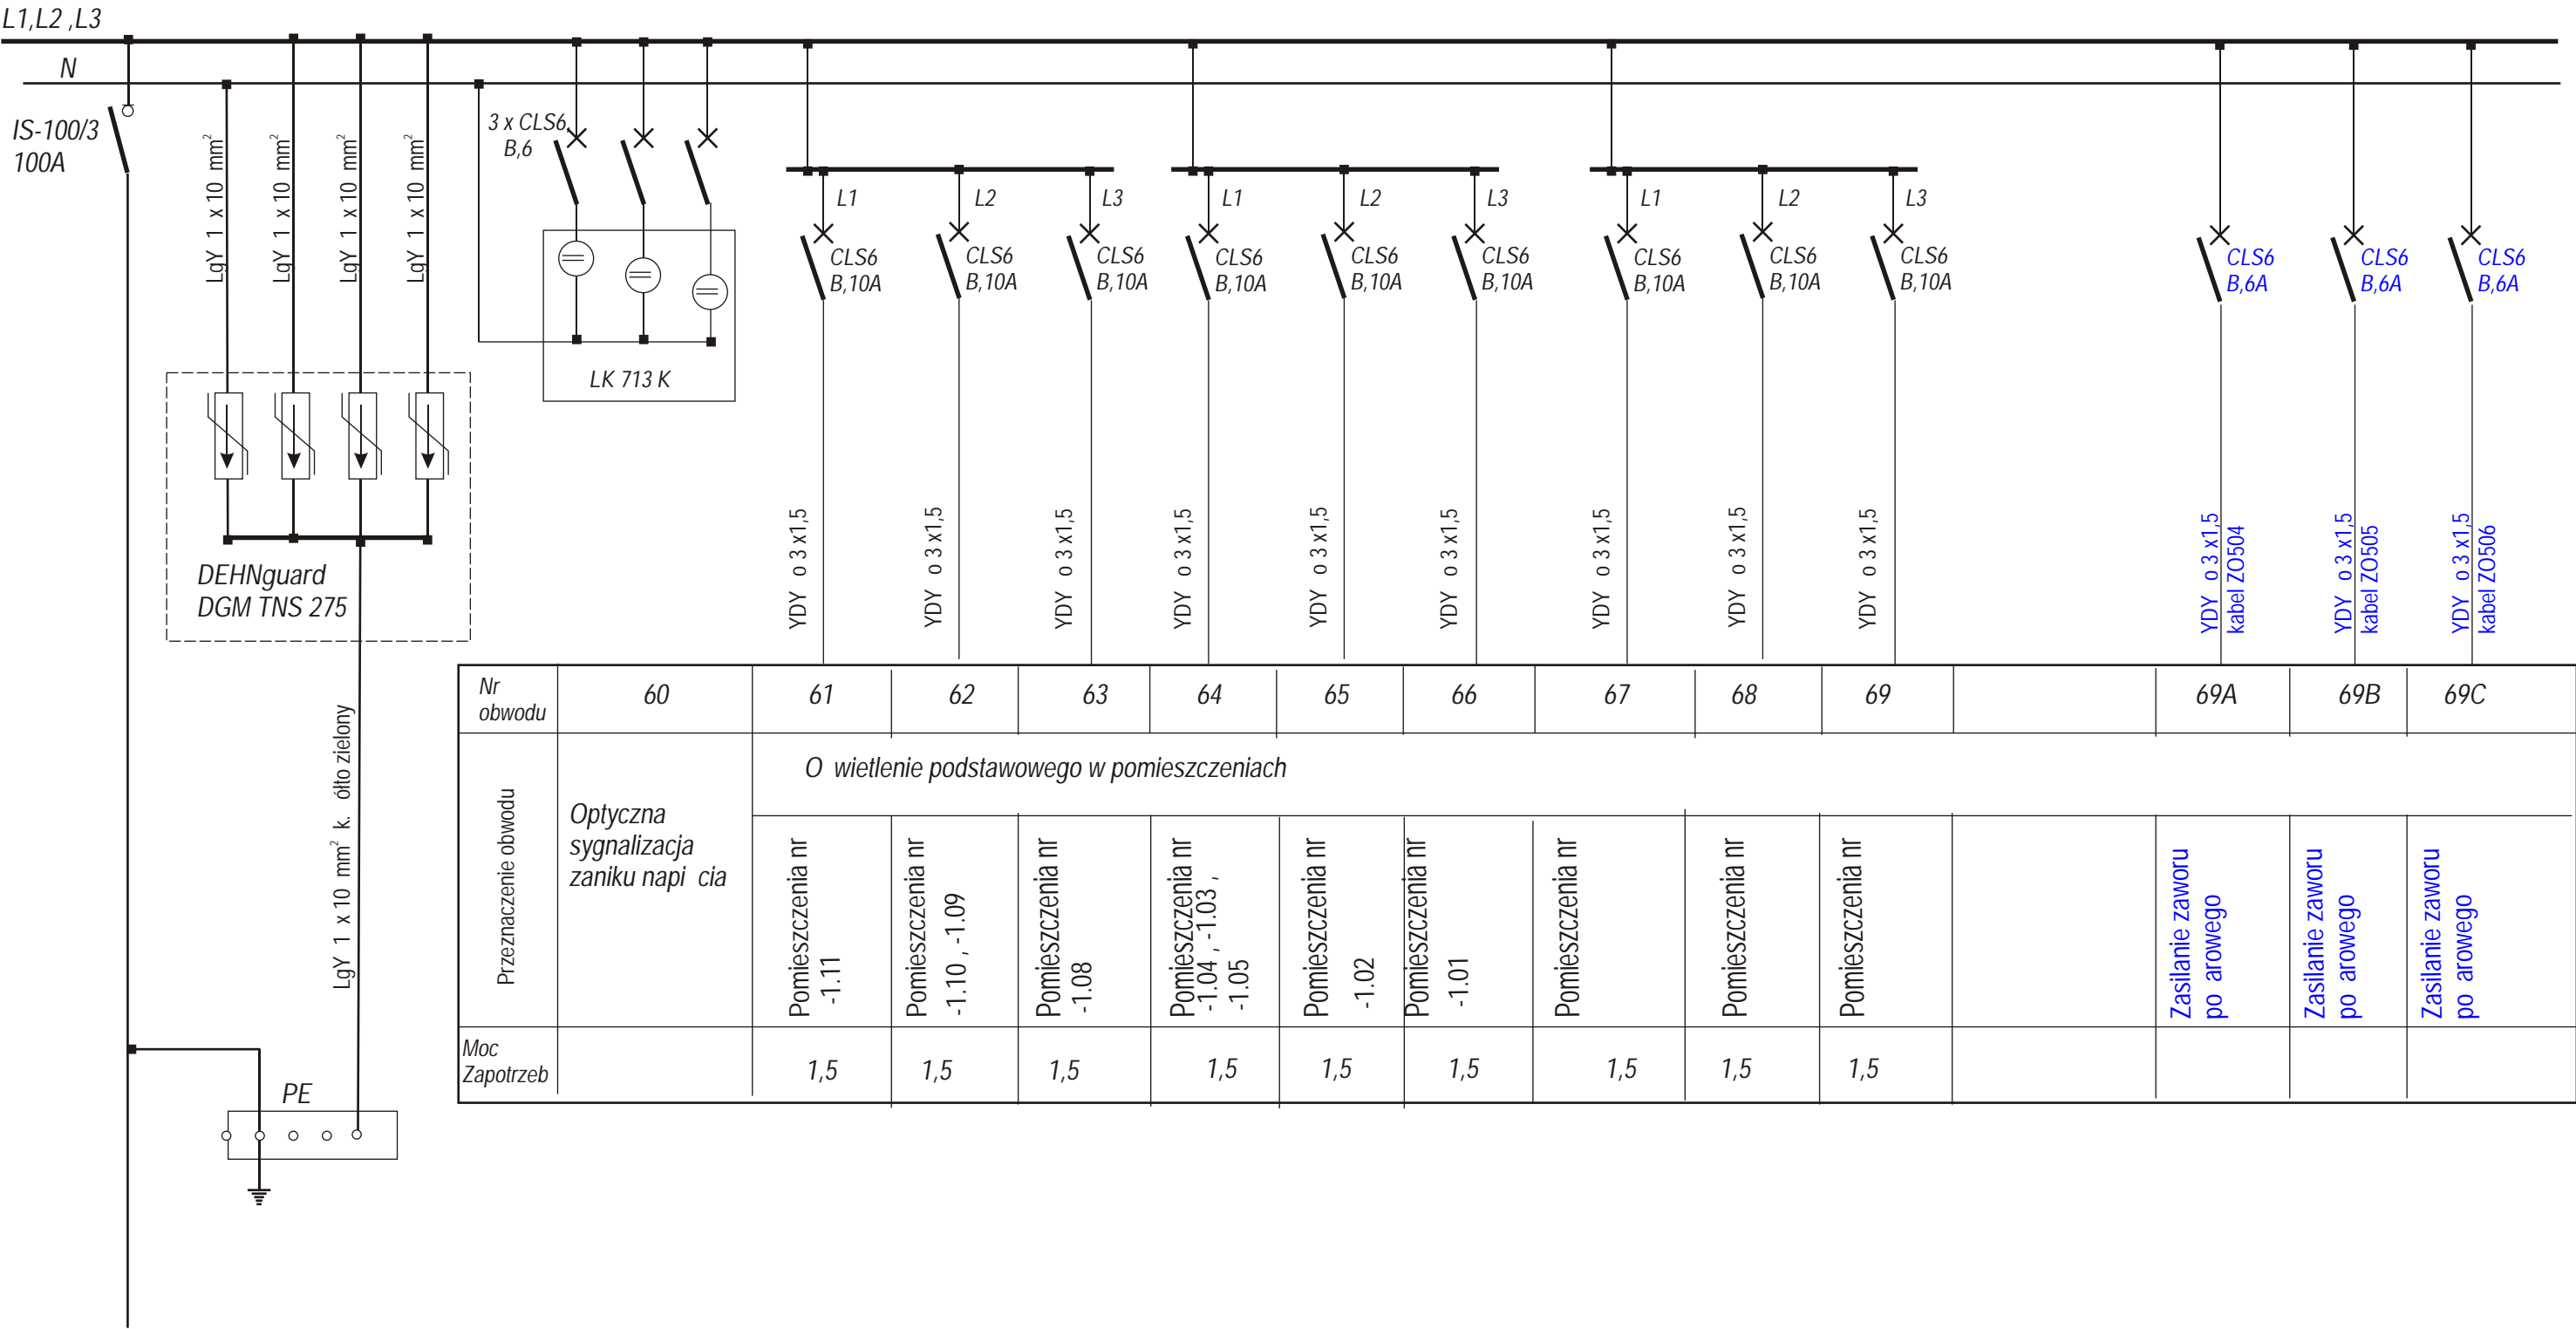 L1,L2 ,L3
N
IS-100/3
100A
LgY 1 x 10 mm²
LgY 1 x 10 mm²
LgY 1 x 10 mm²
LgY 1 x 10 mm²
DEHNguard
DGM TNS 275
3 x CLS6,
B,6
LK 713 K
L1
CLS6
B,10A
L2
CLS6
B,10A
L3
CLS6
B,10A
L1
CLS6
B,10A
L2
CLS6
B,10A
L3
CLS6
B,10A
L1
CLS6
B,10A
L2
CLS6
B,10A
L3
CLS6
B,10A
CLS6
B,6A
CLS6
B,6A
CLS6
B,6A
YDY o 3 x1,5
YDY o 3 x1,5
YDY o 3 x1,5
YDY o 3 x1,5
YDY o 3 x1,5
YDY o 3 x1,5
YDY o 3 x1,5
YDY o 3 x1,5
YDY o 3 x1,5
YDY o 3 x1,5
kabel ZO504
YDY o 3 x1,5
kabel ZO505
YDY o 3 x1,5
kabel ZO506
LgY 1 x 10 mm² k. ółto zielony
PE
Nr
obwodu
60
61
62
63
64
65
66
67
68
69
69A
69B
69C
Przeznaczenie obwodu
Optyczna
sygnalizacja
zaniku napi cia
O wietlenie podstawowego w pomieszczeniach
Pomieszczenia nr
-1.11
Pomieszczenia nr
-1.10 , -1.09
Pomieszczenia nr
-1.08
Pomieszczenia nr
-1.04 , -1.03 ,
-1.05
Pomieszczenia nr
-1.02
Pomieszczenia nr
-1.01
Pomieszczenia nr
Pomieszczenia nr
Pomieszczenia nr
Zasilanie zaworu
po arowego
Zasilanie zaworu
po arowego
Zasilanie zaworu
po arowego
Moc
Zapotrzeb
1,5
1,5
1,5
1,5
1,5
1,5
1,5
1,5
1,5